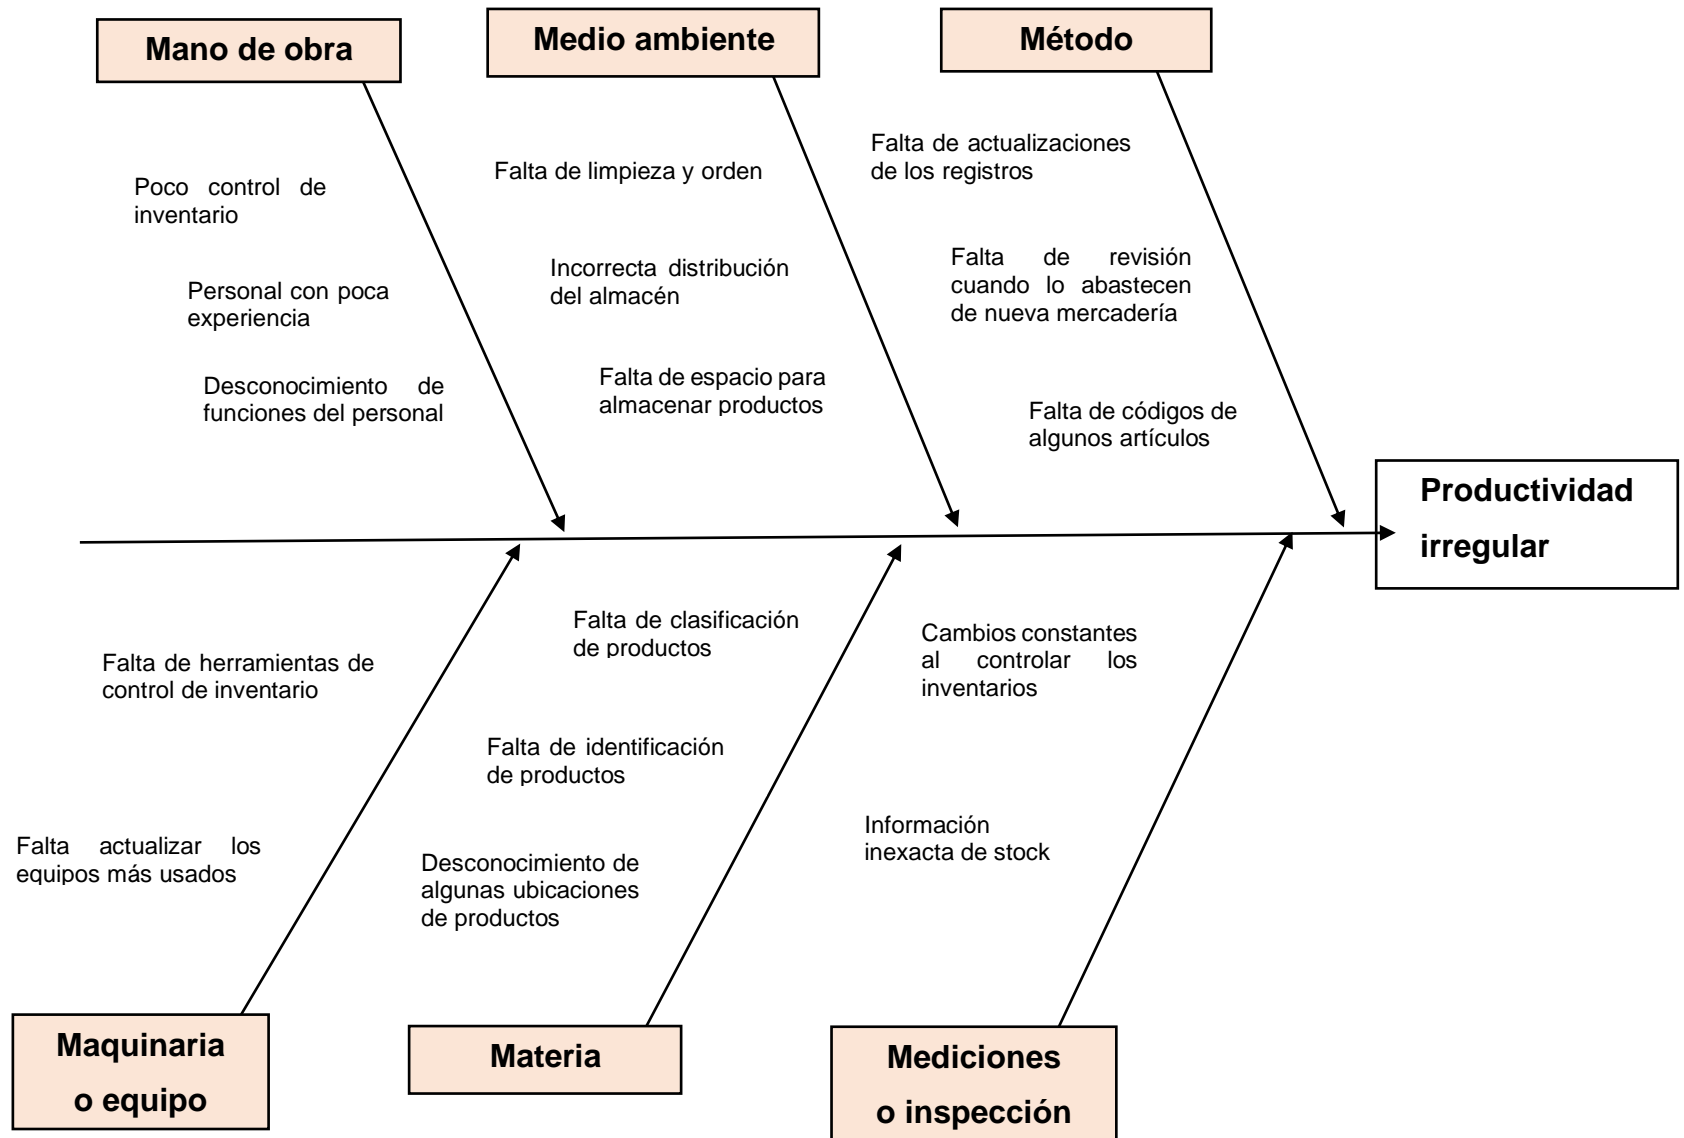 Mano de obra
Medio ambiente
Método
Poco control de
inventario
Personal con poca
experiencia
Desconocimiento de
funciones del personal
Falta de limpieza y orden
Incorrecta distribución
del almacén
Falta de espacio para
almacenar productos
Falta de actualizaciones
de los registros
Falta de revisión
cuando lo abastecen
de nueva mercadería
Falta de códigos de
algunos artículos
Productividad
irregular
Falta de herramientas de
control de inventario
Falta actualizar los
equipos más usados
Falta de clasificación
de productos
Falta de identificación
de productos
Desconocimiento de
algunas ubicaciones
de productos
Cambios constantes
al controlar los
inventarios
Información
inexacta de stock
Maquinaria
o equipo
Materia
Mediciones
o inspección